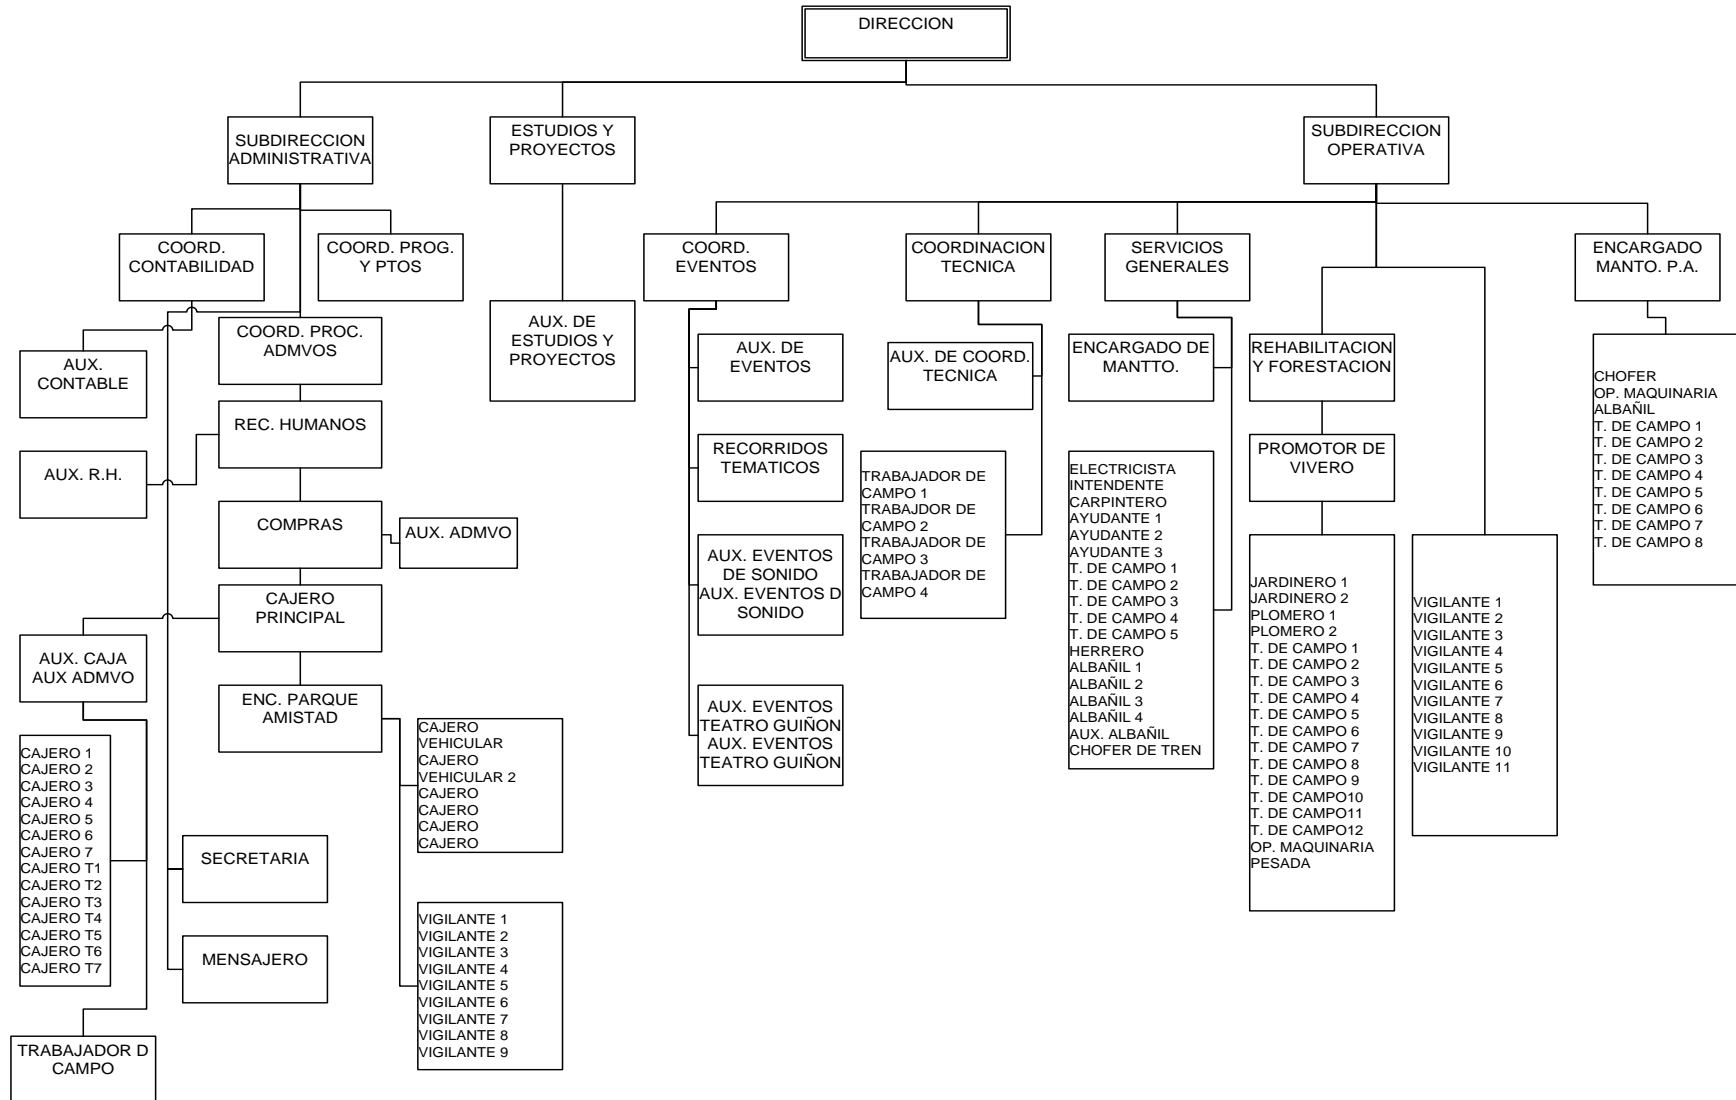 DIRECCION
SUBDIRECCION
ADMINISTRATIVA
ESTUDIOS Y
PROYECTOS
SUBDIRECCION
OPERATIVA
COORD.
CONTABILIDAD
COORD. PROG.
Y PTOS
COORD.
EVENTOS
COORDINACION
TECNICA
SERVICIOS
GENERALES
ENCARGADO
MANTO. P.A.
AUX.
CONTABLE
COORD. PROC.
ADMVOS
AUX. DE
ESTUDIOS Y
PROYECTOS
AUX. DE
EVENTOS
AUX. DE COORD.
TECNICA
ENCARGADO DE
MANTTO.
REHABILITACION
Y FORESTACION
CHOFER
OP. MAQUINARIA
ALBAÑIL
T. DE CAMPO 1
T. DE CAMPO 2
T. DE CAMPO 3
T. DE CAMPO 4
T. DE CAMPO 5
T. DE CAMPO 6
T. DE CAMPO 7
T. DE CAMPO 8
REC. HUMANOS
AUX. R.H.
RECORRIDOS
TEMATICOS
TRABAJADOR DE
CAMPO 1
TRABAJDOR DE
CAMPO 2
TRABAJADOR DE
CAMPO 3
TRABAJADOR DE
CAMPO 4
ELECTRICISTA
INTENDENTE
CARPINTERO
AYUDANTE 1
AYUDANTE 2
AYUDANTE 3
T. DE CAMPO 1
T. DE CAMPO 2
T. DE CAMPO 3
T. DE CAMPO 4
T. DE CAMPO 5
HERRERO
ALBAÑIL 1
ALBAÑIL 2
ALBAÑIL 3
ALBAÑIL 4
AUX. ALBAÑIL
CHOFER DE TREN
PROMOTOR DE
VIVERO
COMPRAS
AUX. ADMVO
AUX. EVENTOS
DE SONIDO
AUX. EVENTOS D
SONIDO
JARDINERO 1
JARDINERO 2
PLOMERO 1
PLOMERO 2
T. DE CAMPO 1
T. DE CAMPO 2
T. DE CAMPO 3
T. DE CAMPO 4
T. DE CAMPO 5
T. DE CAMPO 6
T. DE CAMPO 7
T. DE CAMPO 8
T. DE CAMPO 9
T. DE CAMPO10
T. DE CAMPO11
T. DE CAMPO12
OP. MAQUINARIA
PESADA
VIGILANTE 1
VIGILANTE 2
VIGILANTE 3
VIGILANTE 4
VIGILANTE 5
VIGILANTE 6
VIGILANTE 7
VIGILANTE 8
VIGILANTE 9
VIGILANTE 10
VIGILANTE 11
CAJERO
PRINCIPAL
AUX. CAJA
AUX ADMVO
ENC. PARQUE
AMISTAD
AUX. EVENTOS
TEATRO GUIÑON
AUX. EVENTOS
TEATRO GUIÑON
CAJERO
VEHICULAR
CAJERO
VEHICULAR 2
CAJERO
CAJERO
CAJERO
CAJERO
CAJERO 1
CAJERO 2
CAJERO 3
CAJERO 4
CAJERO 5
CAJERO 6
CAJERO 7
CAJERO T1
CAJERO T2
CAJERO T3
CAJERO T4
CAJERO T5
CAJERO T6
CAJERO T7
SECRETARIA
MENSAJERO
VIGILANTE 1
VIGILANTE 2
VIGILANTE 3
VIGILANTE 4
VIGILANTE 5
VIGILANTE 6
VIGILANTE 7
VIGILANTE 8
VIGILANTE 9
TRABAJADOR D
CAMPO